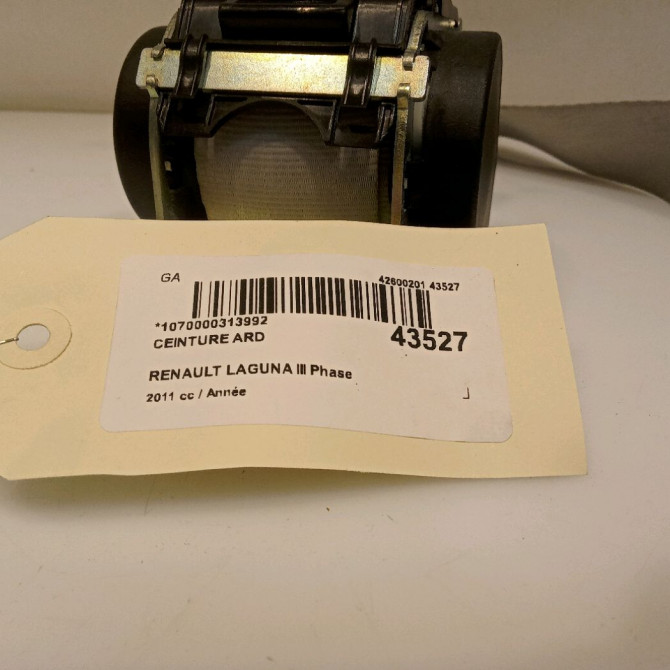 GA
42600201 43527
*1070000313992
43527
CEINTURE ARD
RENAULT LAGUNA III Phase
2011 cc / Année